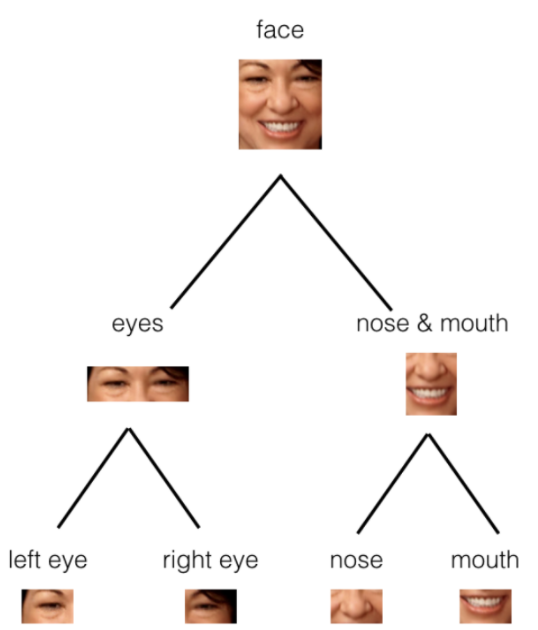 face
eyes
nose & mouth
left eye
right eye
nose
mouth